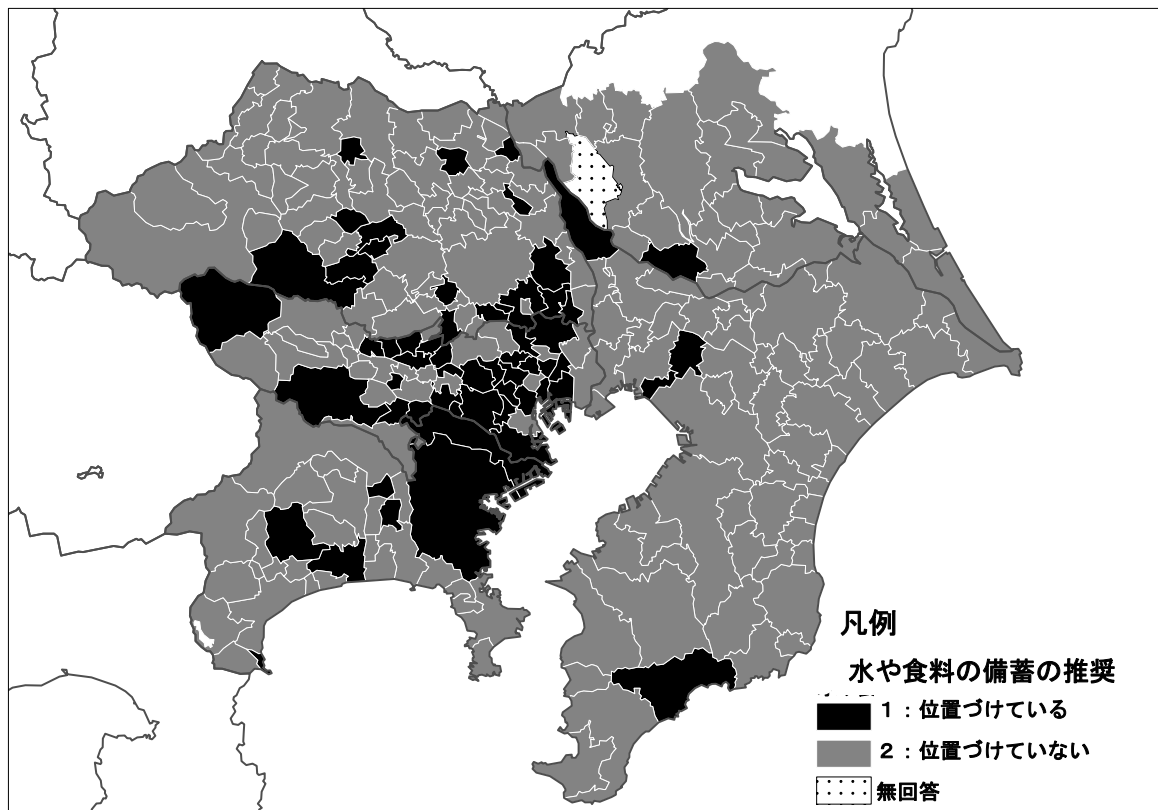 凡例
水や食料の備蓄の推奨
1：位置づけている
2：位置づけていない
無回答